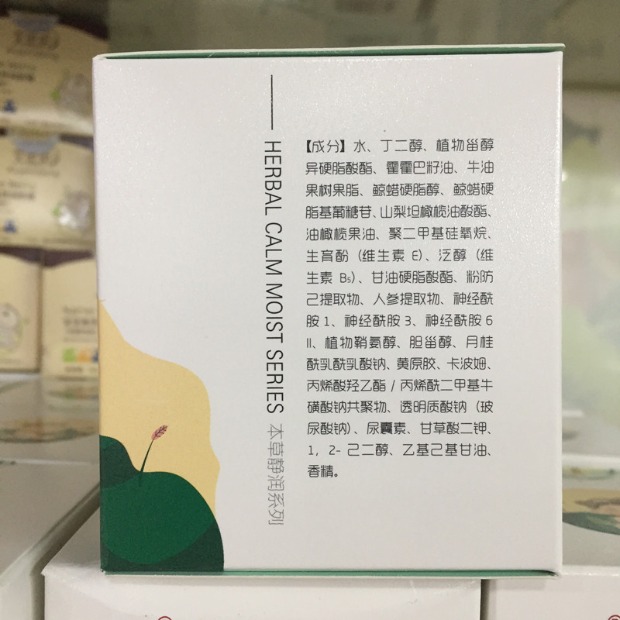 HERBAL CALM MOIST SERIES 本草静润系列
【成分】水、丁二醇、植物甾醇
异硬脂酸酯、霍霍巴籽油、牛油
果树果脂、鲸蜡硬脂醇、鲸蜡硬
脂基葡糖苷、山梨坦橄榄油酸酯、
油橄榄果油、聚二甲基硅氧烷、
生育酚（维生素 E）、泛醇（维
生素 B₅）、甘油硬脂酸酯、粉防
己提取物、人参提取物、神经酰
胺 1、神经酰胺 3、神经酰胺 6
II、植物鞘氨醇、胆甾醇、月桂
酰乳酰乳酸钠、黄原胶、卡波姆、
丙烯酸羟乙酯 / 丙烯酰二甲基牛
磺酸钠共聚物、透明质酸钠（玻
尿酸钠）、尿囊素、甘草酸二钾、
1，2- 己二醇、乙基己基甘油、
香精。